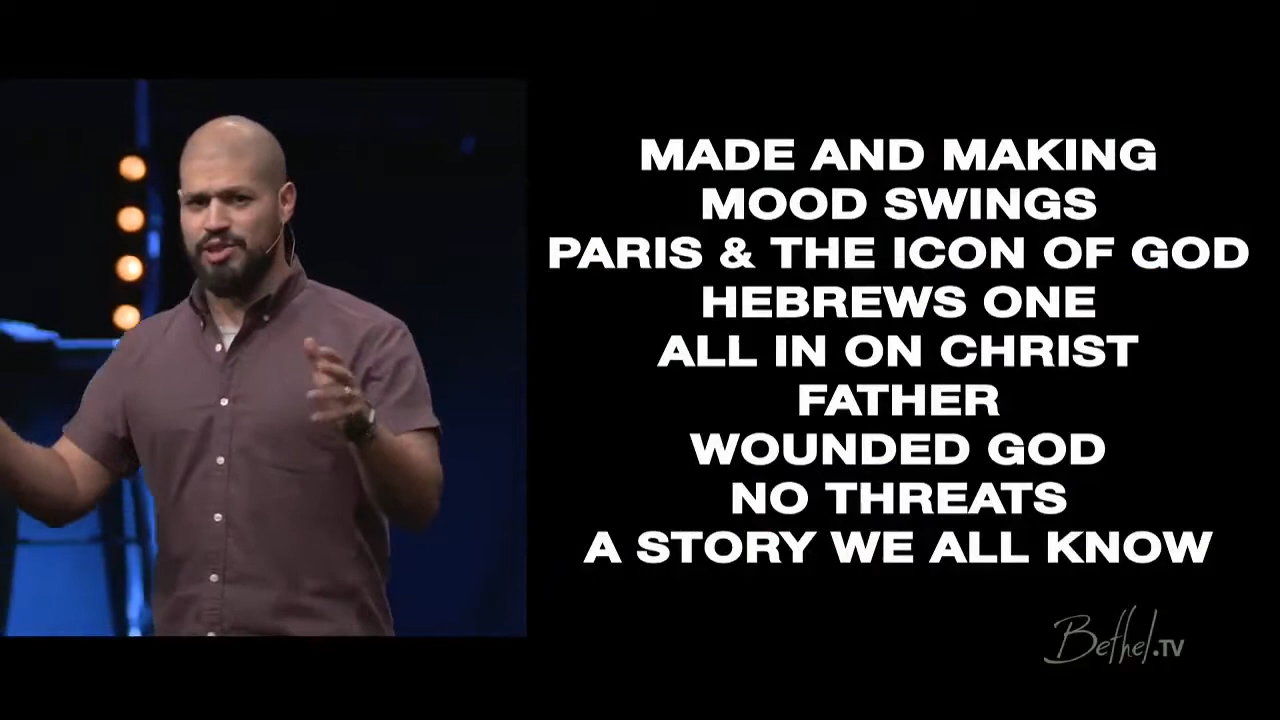 MADE AND MAKING
MOOD SWINGS
PARIS & THE ICON OF GOD
HEBREWS ONE
ALL IN ON CHRIST
FATHER
WOUNDED GOD
NO THREATS
A STORY WE ALL KNOW
Bethel.TV